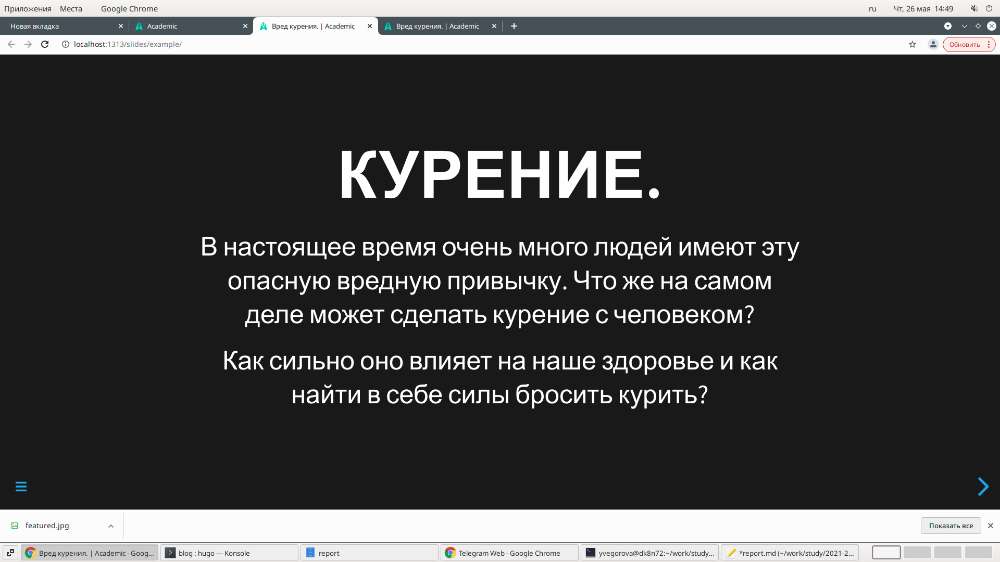 Приложения Места Google Chrome ru Чт, 26 мая 14:49
Новая вкладка Academic Вред курения. | Academic Вред курения. | Academic
localhost:1313/slides/example/ Обновить
КУРЕНИЕ.
В настоящее время очень много людей имеют эту
опасную вредную привычку. Что же на самом
деле может сделать курение с человеком?
Как сильно оно влияет на наше здоровье и как
найти в себе силы бросить курить?
featured.jpg Показать все
Вред курения. | Academic - Goog... blog : hugo — Konsole report Telegram Web - Google Chrome yvegorova@dk8n72:~/work/study... *report.md (~/work/study/2021-2...